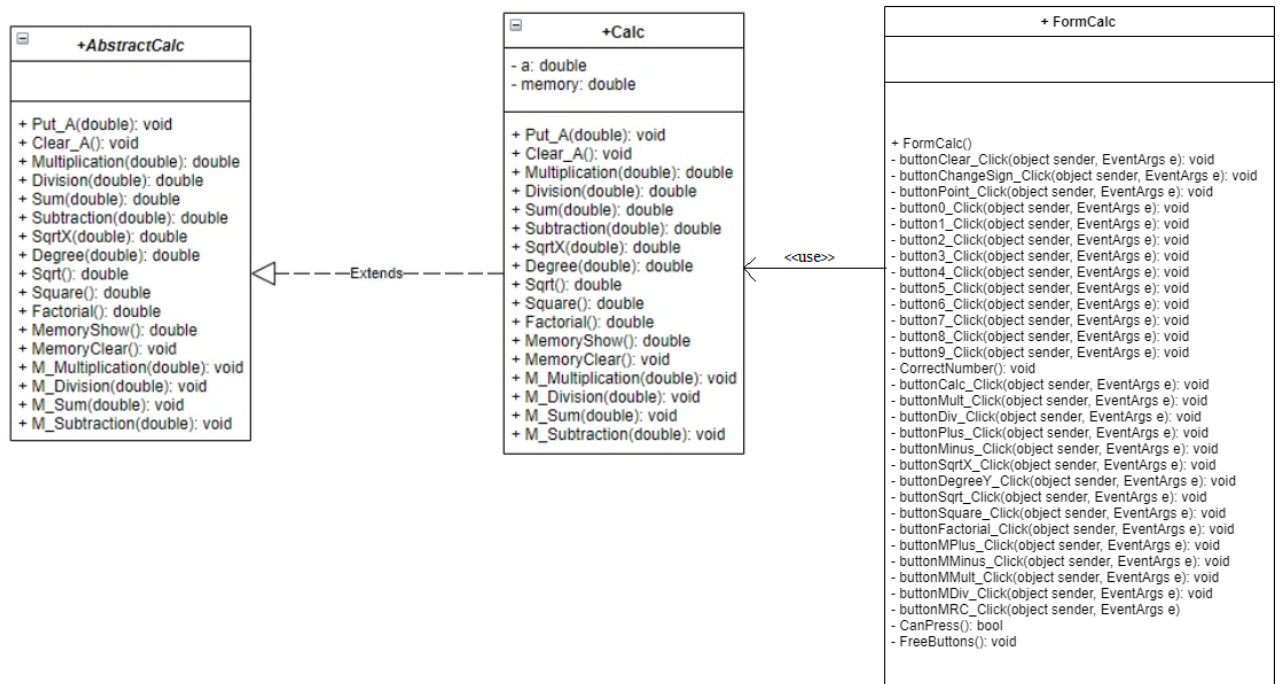 +AbstractCalc
+ Put_A(double): void
+ Clear_A(): void
+ Multiplication(double): double
+ Division(double): double
+ Sum(double): double
+ Subtraction(double): double
+ SqrtX(double): double
+ Degree(double): double
+ Sqrt(): double
+ Square(): double
+ Factorial(): double
+ MemoryShow(): double
+ MemoryClear(): void
+ M_Multiplication(double): void
+ M_Division(double): void
+ M_Sum(double): void
+ M_Subtraction(double): void
Extends
+Calc
- a: double
- memory: double
+ Put_A(double): void
+ Clear_A(): void
+ Multiplication(double): double
+ Division(double): double
+ Sum(double): double
+ Subtraction(double): double
+ SqrtX(double): double
+ Degree(double): double
+ Sqrt(): double
+ Square(): double
+ Factorial(): double
+ MemoryShow(): double
+ MemoryClear(): void
+ M_Multiplication(double): void
+ M_Division(double): void
+ M_Sum(double): void
+ M_Subtraction(double): void
<<use>>
+ FormCalc
+ FormCalc()
- buttonClear_Click(object sender, EventArgs e): void
- buttonChangeSign_Click(object sender, EventArgs e): void
- buttonPoint_Click(object sender, EventArgs e): void
- button0_Click(object sender, EventArgs e): void
- button1_Click(object sender, EventArgs e): void
- button2_Click(object sender, EventArgs e): void
- button3_Click(object sender, EventArgs e): void
- button4_Click(object sender, EventArgs e): void
- button5_Click(object sender, EventArgs e): void
- button6_Click(object sender, EventArgs e): void
- button7_Click(object sender, EventArgs e): void
- button8_Click(object sender, EventArgs e): void
- button9_Click(object sender, EventArgs e): void
- CorrectNumber(): void
- buttonCalc_Click(object sender, EventArgs e): void
- buttonMult_Click(object sender, EventArgs e): void
- buttonDiv_Click(object sender, EventArgs e): void
- buttonPlus_Click(object sender, EventArgs e): void
- buttonMinus_Click(object sender, EventArgs e): void
- buttonSqrtX_Click(object sender, EventArgs e): void
- buttonDegreeY_Click(object sender, EventArgs e): void
- buttonSqrt_Click(object sender, EventArgs e): void
- buttonSquare_Click(object sender, EventArgs e): void
- buttonFactorial_Click(object sender, EventArgs e): void
- buttonMPlus_Click(object sender, EventArgs e): void
- buttonMMinus_Click(object sender, EventArgs e): void
- buttonMMult_Click(object sender, EventArgs e): void
- buttonMDiv_Click(object sender, EventArgs e): void
- buttonMRC_Click(object sender, EventArgs e)
- CanPress(): bool
- FreeButtons(): void